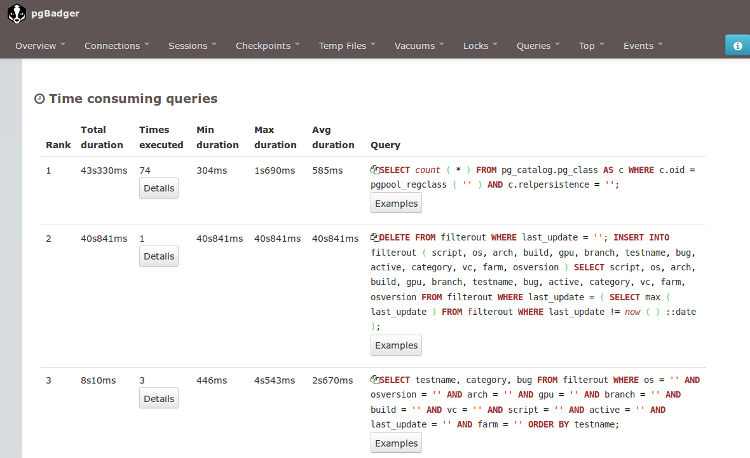 pgBadger
Overview Connections Sessions Checkpoints Temp Files Vacuums Locks Queries Top Events
Time consuming queries
Rank Total duration Times executed Min duration Max duration Avg duration Query
1 43s330ms 74 304ms 1s690ms 585ms SELECT count ( * ) FROM pg_catalog.pg_class AS c WHERE c.oid =
pgpool_regclass ( '' ) AND c.relpersistence = '';
Details
Examples
2 40s841ms 1 40s841ms 40s841ms 40s841ms DELETE FROM filterout WHERE last_update = ''; INSERT INTO
Details
filterout ( script, os, arch, build, gpu, branch, testname, bug,
active, category, vc, farm, osversion ) SELECT script, os, arch,
build, gpu, branch, testname, bug, active, category, vc, farm,
osversion FROM filterout WHERE last_update = ( SELECT max (
last_update ) FROM filterout WHERE last_update != now ( ) ::date
);
Examples
3 8s10ms 3 446ms 4s543ms 2s670ms SELECT testname, category, bug FROM filterout WHERE os = '' AND
Details
osversion = '' AND arch = '' AND gpu = '' AND branch = '' AND
build = '' AND vc = '' AND script = '' AND active = '' AND
last_update = '' AND farm = '' ORDER BY testname;
Examples